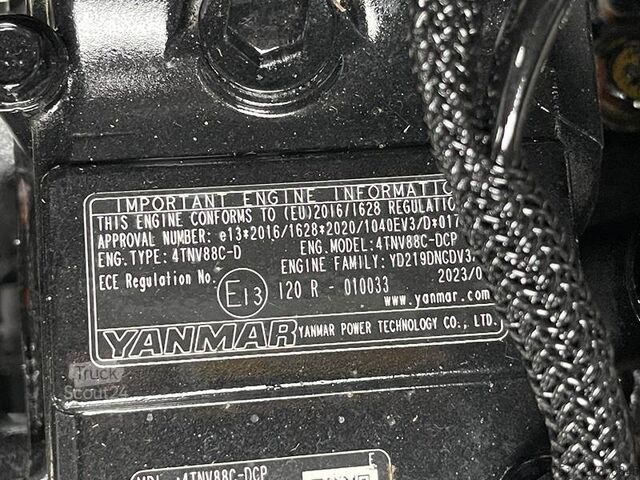 IMPORTANT ENGINE INFORMATIO
THIS ENGINE CONFORMS TO (EU)2016/1628 REGULATIO
APPROVAL NUMBER: e13*2016/1628*2020/1040EV3/D*017
ENG.TYPE: 4TNV88C-D ENG.MODEL:4TNV88C-DCP
ENGINE FAMILY: YD219DNCDV3
ECE Regulation No. 2023/0
E13 120 R - 010033
www.yanmar.com
YANMAR YANMAR POWER TECHNOLOGY CO., LTD.
Truck
Scout24
:4TNV88C-DCP
E